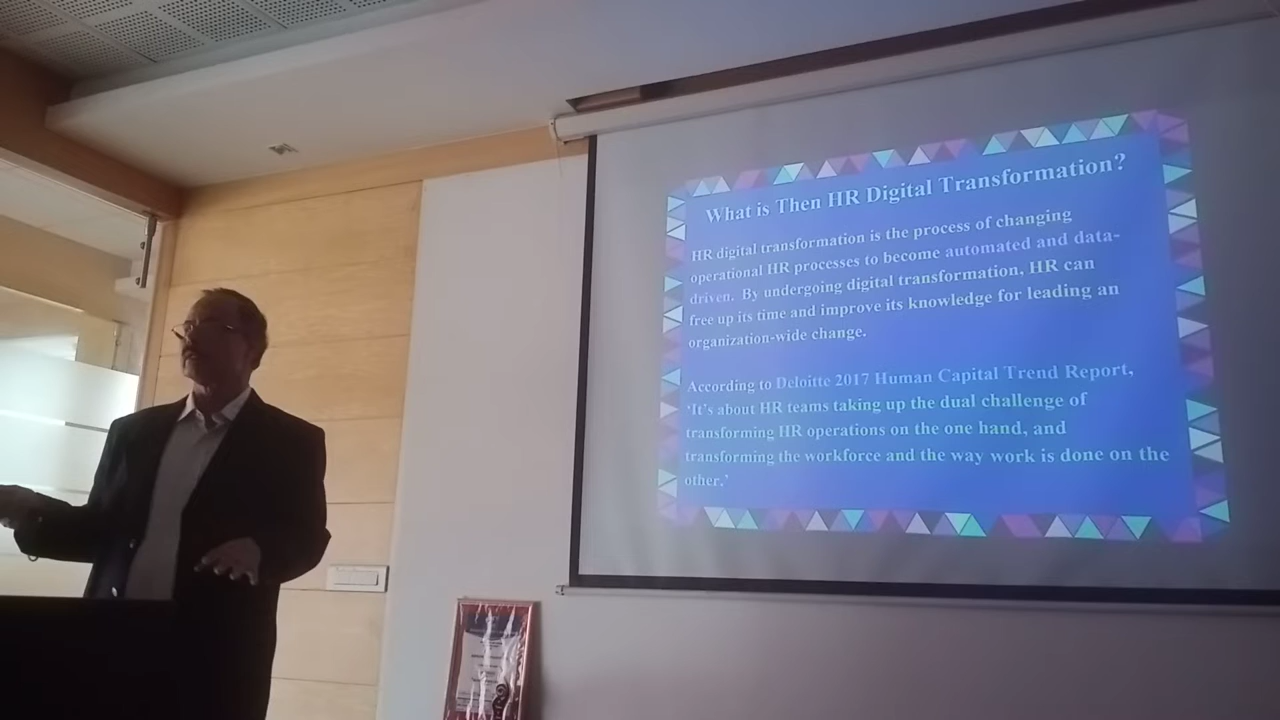 What is Then HR Digital Transformation?
HR digital transformation is the process of changing
operational HR processes to become automated and data-
driven. By undergoing digital transformation, HR can
free up its time and improve its knowledge for leading an
organization-wide change.
According to Deloitte 2017 Human Capital Trend Report,
‘It's about HR teams taking up the dual challenge of
transforming HR operations on the one hand, and
transforming the workforce and the way work is done on the
other.’